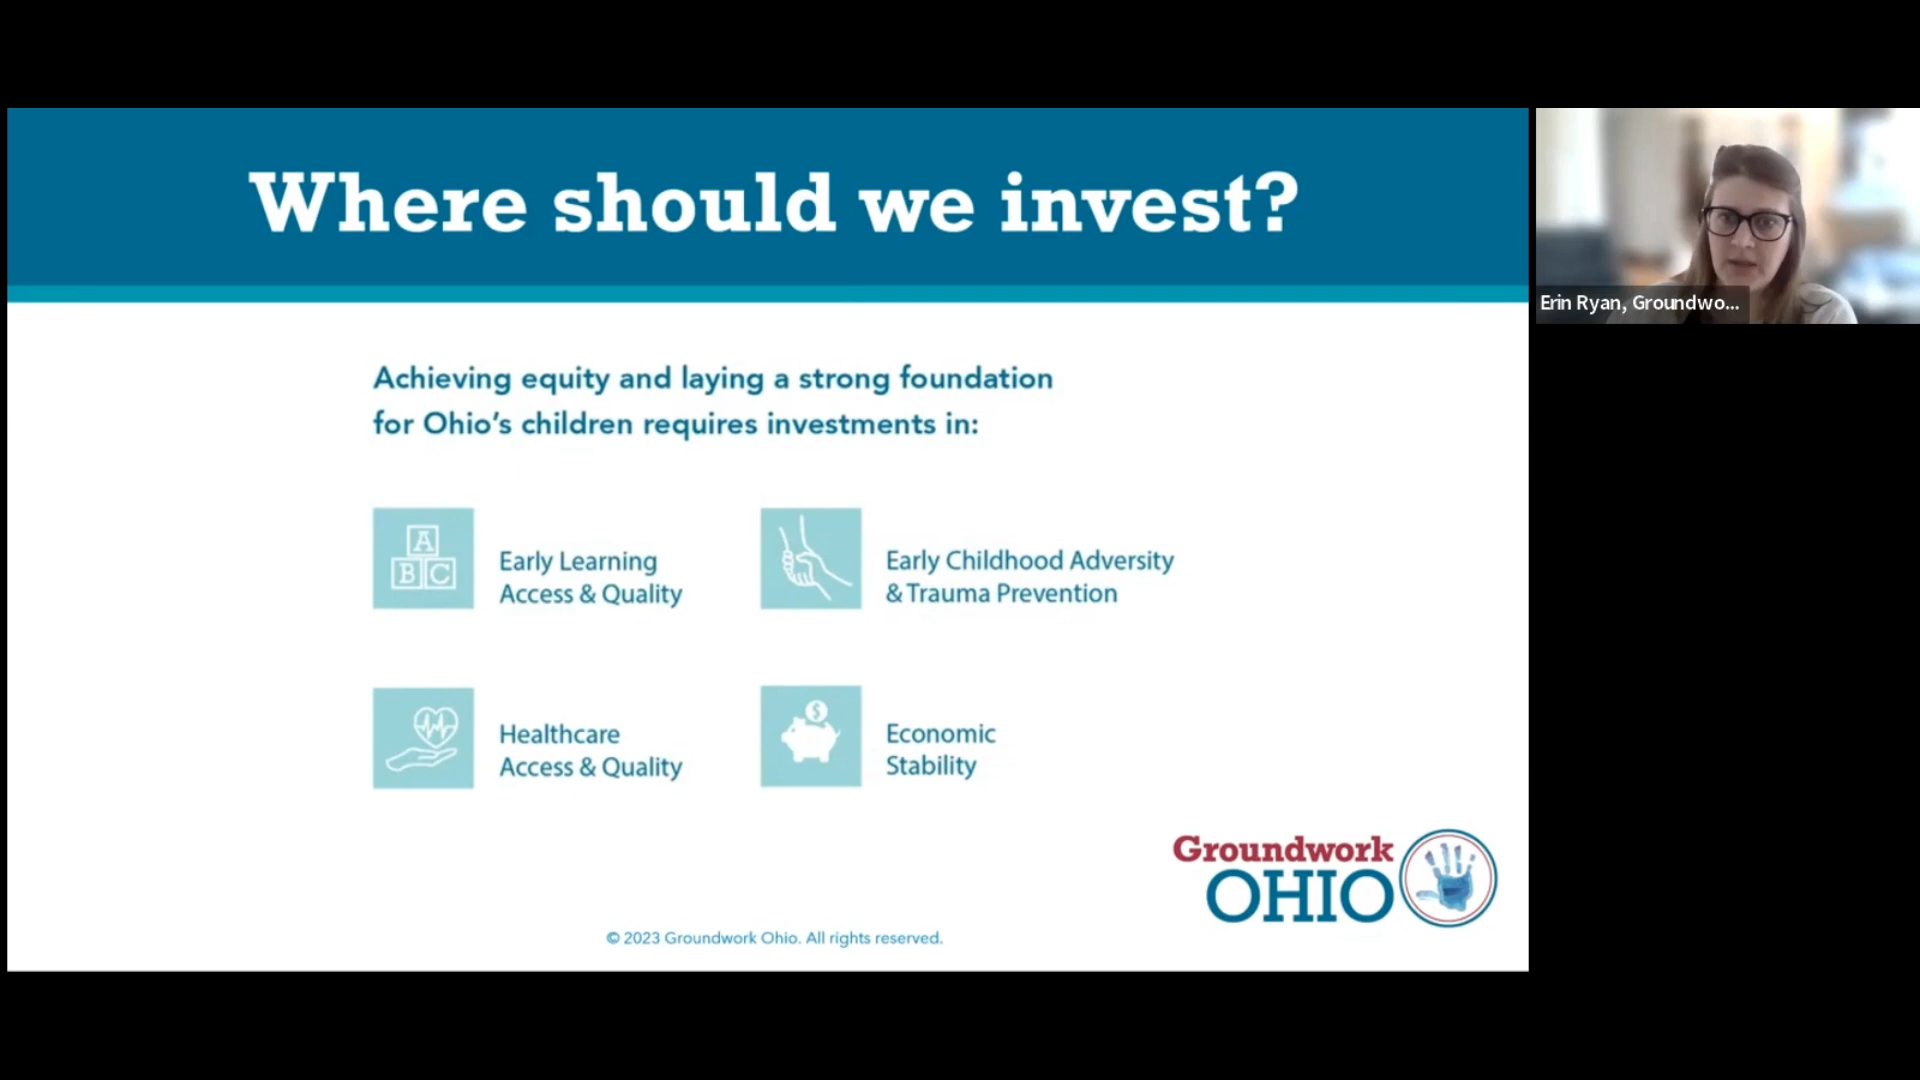 Where should we invest?
Achieving equity and laying a strong foundation
for Ohio's children requires investments in:
A
B C
Early Learning
Access & Quality
Early Childhood Adversity
& Trauma Prevention
Healthcare
Access & Quality
$
Economic
Stability
Groundwork
OHIO
© 2023 Groundwork Ohio. All rights reserved.
Erin Ryan, Groundwo...